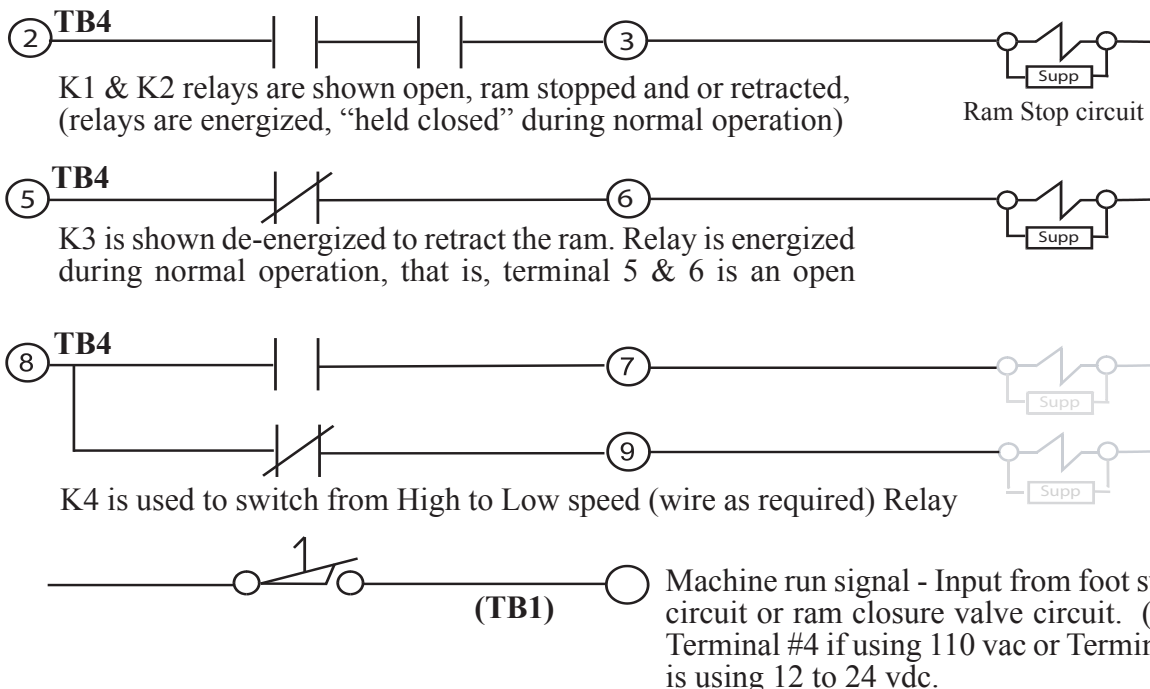 TB4
2
3
Supp
K1 & K2 relays are shown open, ram stopped and or retracted,
(relays are energized, “held closed” during normal operation)
Ram Stop circuit
TB4
5
6
Supp
K3 is shown de-energized to retract the ram. Relay is energized
during normal operation, that is, terminal 5 & 6 is an open
TB4
8
7
Supp
9
Supp
K4 is used to switch from High to Low speed (wire as required) Relay
(TB1)
Machine run signal - Input from foot
circuit or ram closure valve circuit. (
Terminal #4 if using 110 vac or
is using 12 to 24 vdc.